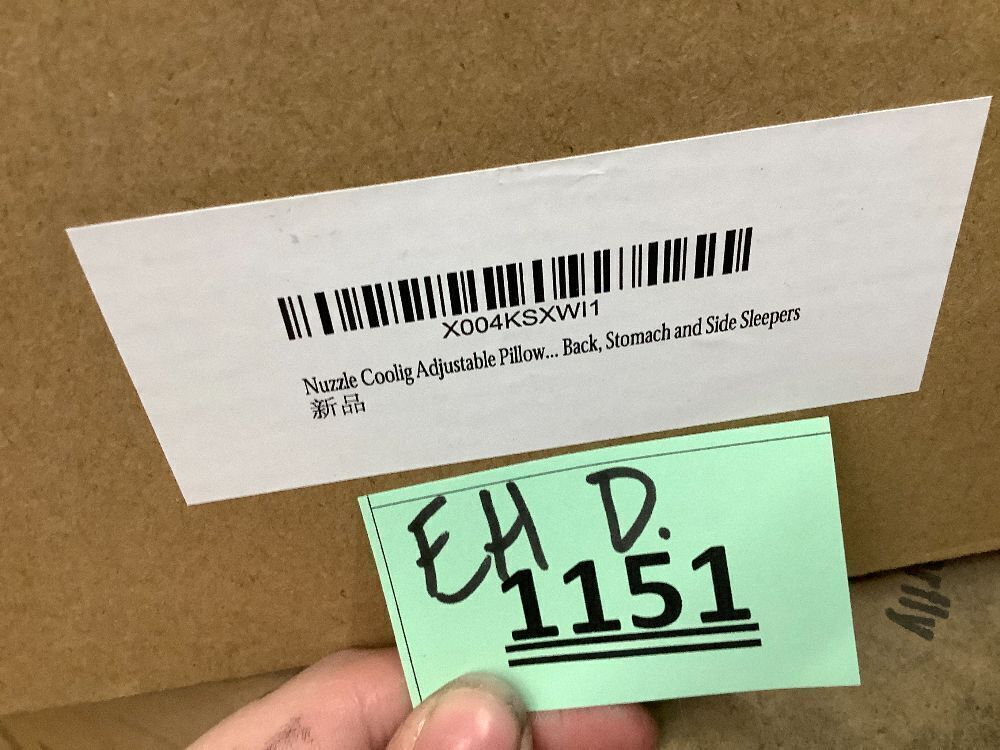 X004KSXWI1
Nuzzle Coolig Adjustable Pillow... Back, Stomach and Side Sleepers
新品
EH D.
1151